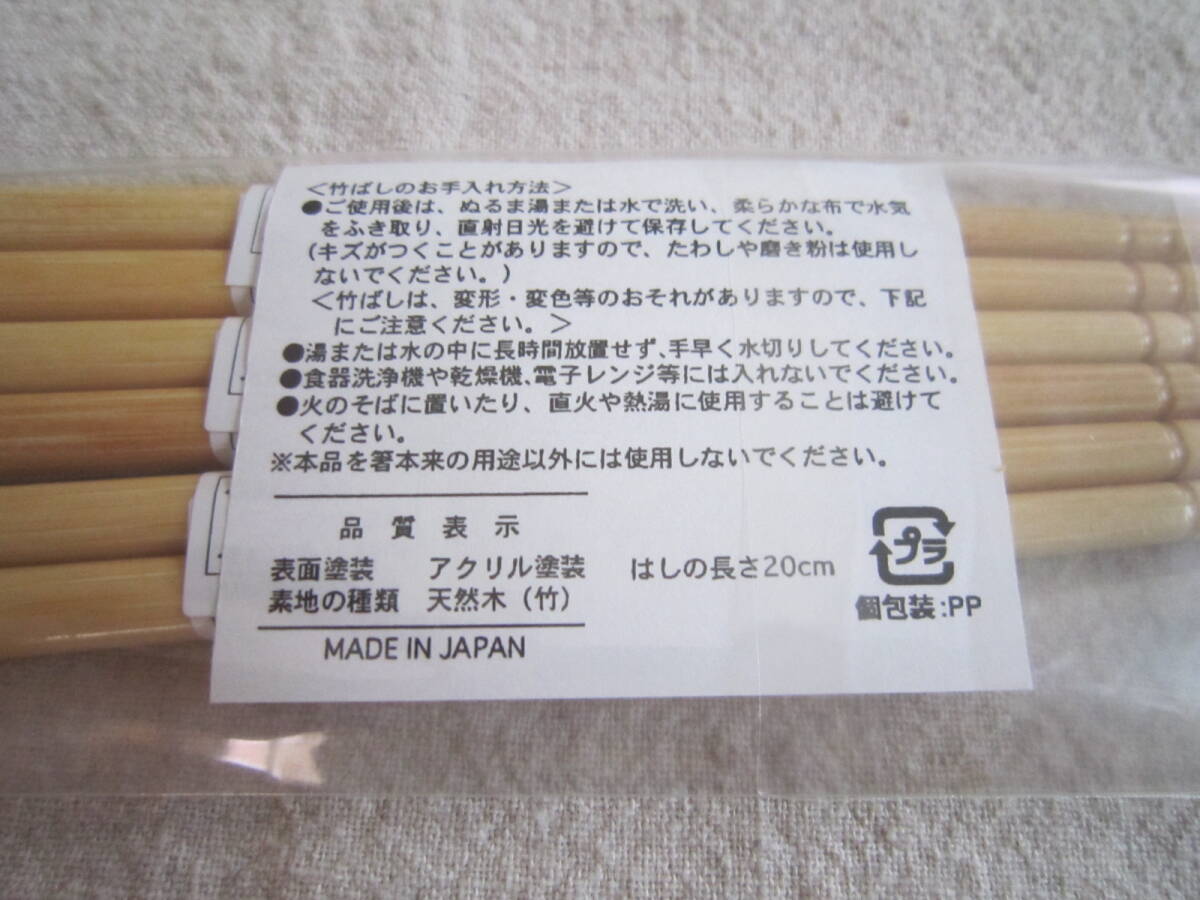 ＜竹ばしのお手入れ方法＞
●ご使用後は、ぬるま湯または水で洗い、柔らかな布で水気
をふき取り、直射日光を避けて保存してください。
(キズがつくことがありますので、たわしや磨き粉は使用し
ないでください。)
＜竹ばしは、変形・変色等のおそれがありますので、下記
にご注意ください。＞
●湯または水の中に長時間放置せず、手早く水切りしてください。
●食器洗浄機や乾燥機、電子レンジ等には入れないでください。
●火のそばに置いたり、直火や熱湯に使用することは避けて
ください。
※本品を箸本来の用途以外には使用しないでください。
品質表示
表面塗装 アクリル塗装
素地の種類 天然木（竹）
MADE IN JAPAN
はしの長さ20cm
プラ
個包装:PP